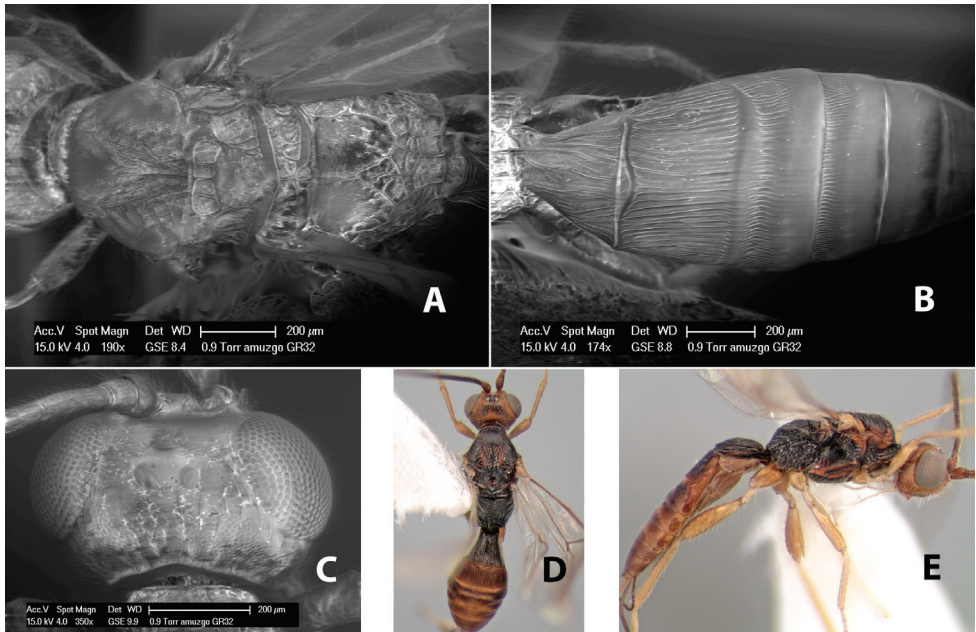 A
Acc.V Spot Magn Det WD 200 µm
15.0 kV 4.0 190x GSE 8.4 0.9 Torr amuzgo GR32
B
Acc.V Spot Magn Det WD 200 µm
15.0 kV 4.0 174x GSE 8.8 0.9 Torr amuzgo GR32
C
Acc.V Spot Magn Det WD 200 µm
15.0 kV 4.0 350x GSE 9.9 0.9 Torr amuzgo GR32
D
E